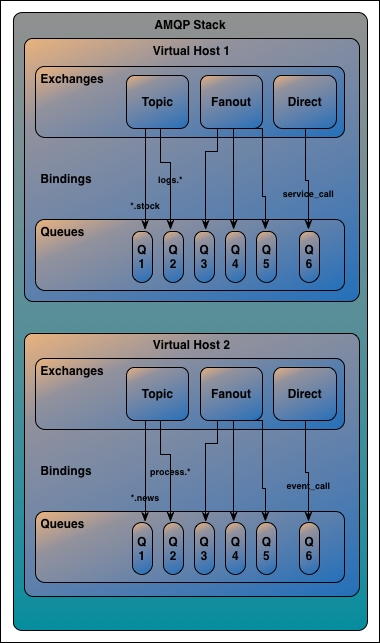 AMQP Stack
Virtual Host 1
Exchanges
Topic
Fanout
Direct
Bindings
logs.*
service_call
*.stock
Queues
Q 1
Q 2
Q 3
Q 4
Q 5
Q 6
Virtual Host 2
Exchanges
Topic
Fanout
Direct
Bindings
process.*
event_call
*.news
Queues
Q 1
Q 2
Q 3
Q 4
Q 5
Q 6